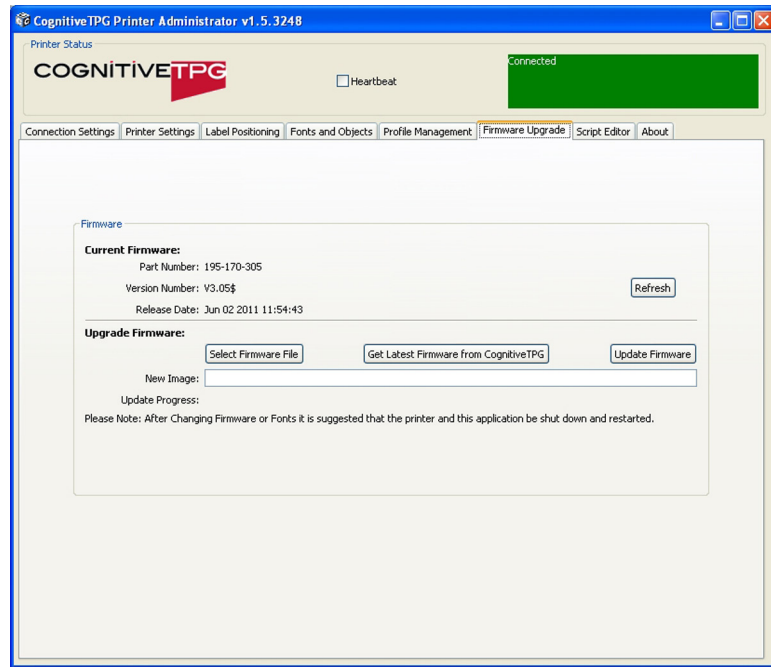 CognitiveTPG Printer Administrator v1.5.3248
Printer Status
COGNITIVETPG
Heartbeat
Connected
Connection Settings Printer Settings Label Positioning Fonts and Objects Profile Management Firmware Upgrade Script Editor About
Firmware
Current Firmware:
Part Number: 195-170-305
Version Number: V3.05$
Refresh
Release Date: Jun 02 2011 11:54:43
Upgrade Firmware:
Select Firmware File Get Latest Firmware from CognitiveTPG Update Firmware
New Image:
Update Progress:
Please Note: After Changing Firmware or Fonts it is suggested that the printer and this application be shut down and restarted.